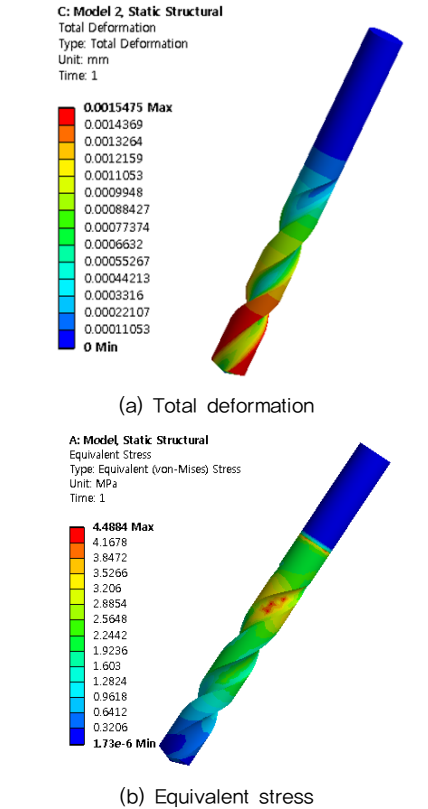 C: Model 2, Static Structural
Total Deformation
Type: Total Deformation
Unit: mm
Time: 1
0.0015475 Max
0.0014369
0.0013264
0.0012159
0.0011053
0.0009948
0.00088427
0.00077374
0.0006632
0.00055267
0.00044213
0.0003316
0.00022107
0.00011053
0 Min
(a) Total deformation
A: Model, Static Structural
Equivalent Stress
Type: Equivalent (von-Mises) Stress
Unit: MPa
Time: 1
4.4884 Max
4.1678
3.8472
3.5266
3.206
2.8854
2.5648
2.2442
1.9236
1.603
1.2824
0.9618
0.6412
0.3206
1.73e-6 Min
(b) Equivalent stress